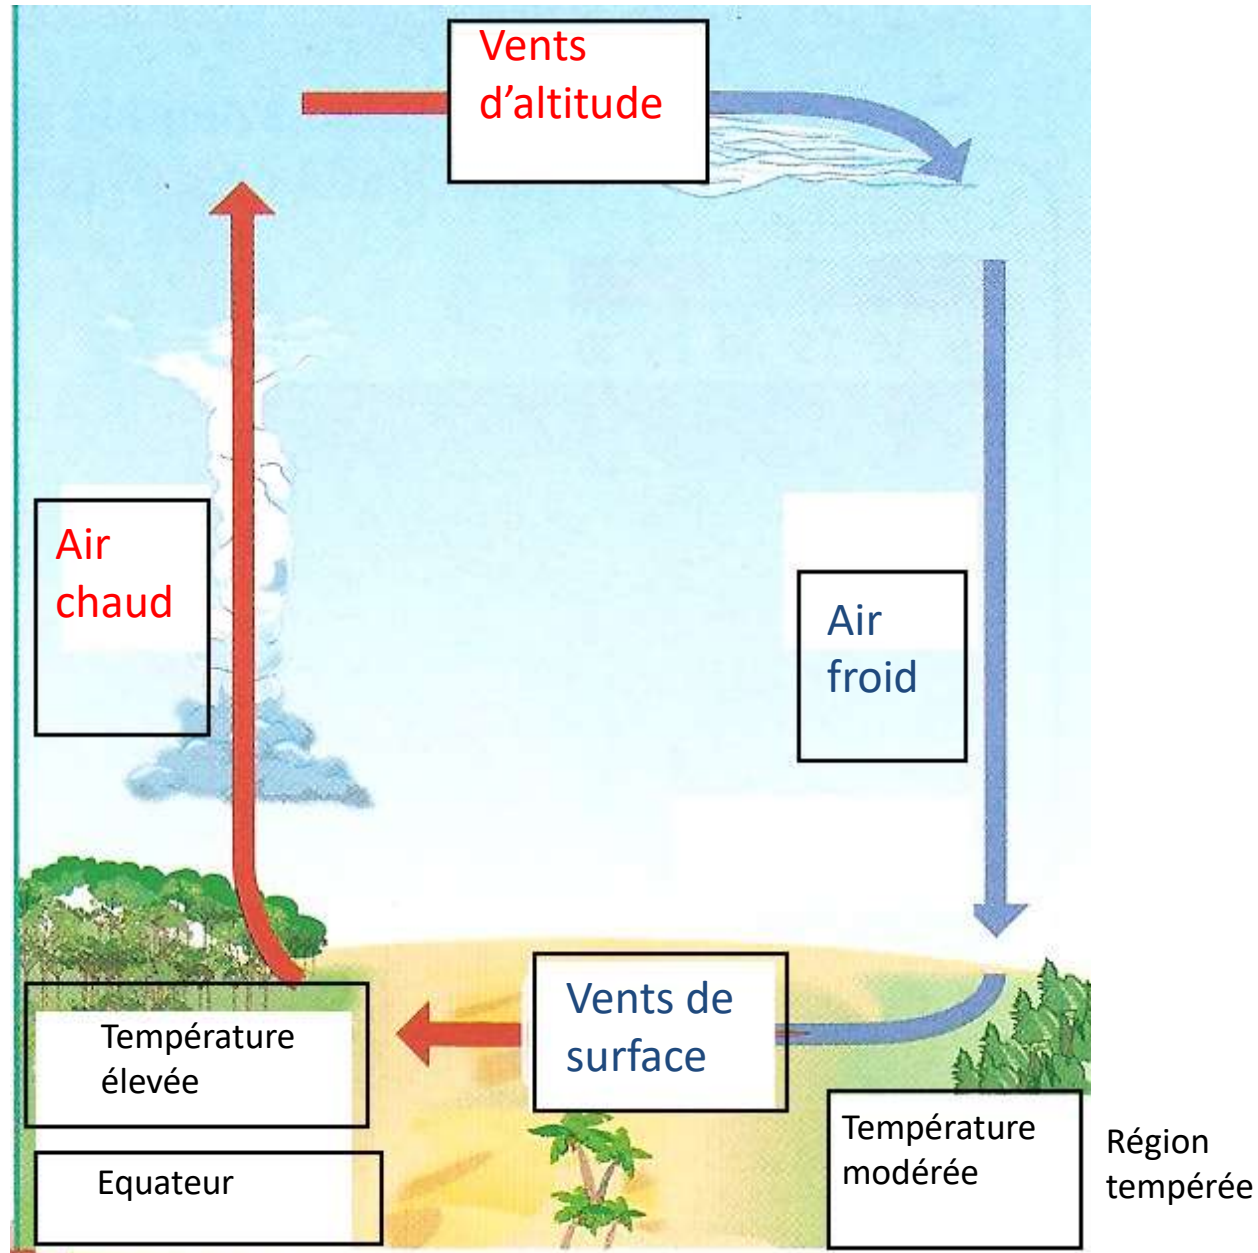 Vents
d’altitude
Air
chaud
Air
froid
Vents de
surface
Température
élevée
Equateur
Température
modérée
Région
tempérée